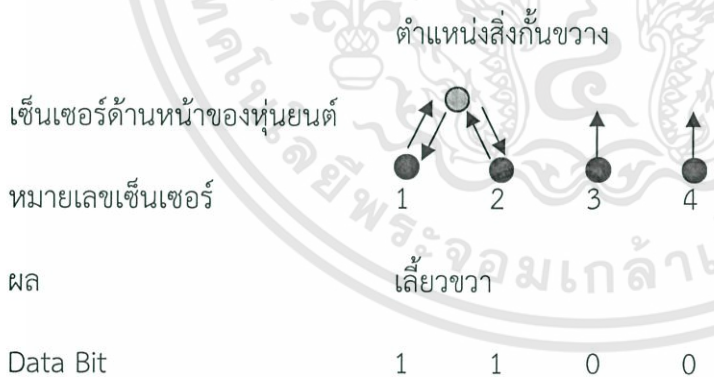 ตำแหน่งสิ่งกั้นขวาง
เซ็นเซอร์ด้านหน้าของหุ่นยนต์
หมายเลขเซ็นเซอร์ 1 2 3 4
ผล เลี้ยวขวา
Data Bit 1 1 0 0